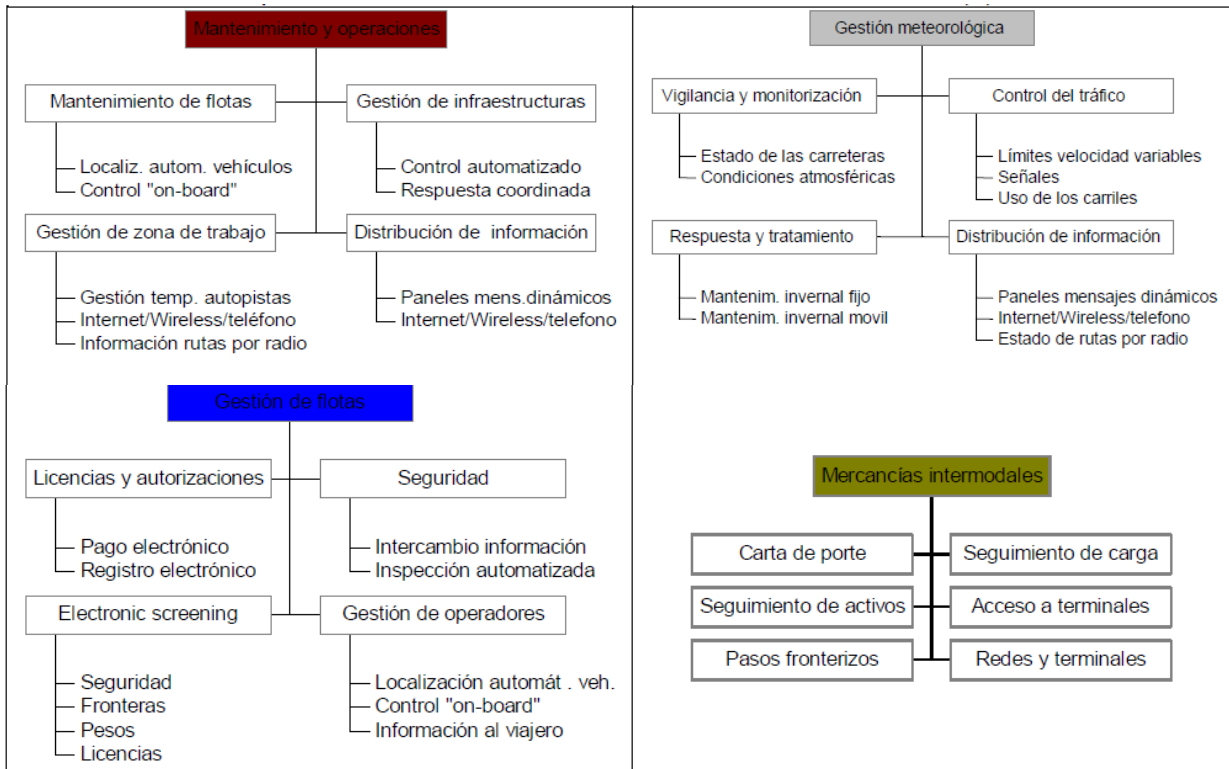 Mantenimiento y operaciones
Mantenimiento de flotas
Localiz. autom. vehículos
Control "on-board"
Gestión de infraestructuras
Control automatizado
Respuesta coordinada
Gestión de zona de trabajo
Gestión temp. autopistas
Internet/Wireless/teléfono
Información rutas por radio
Distribución de información
Paneles mens.dinámicos
Internet/Wireless/telefono
Gestión meteorológica
Vigilancia y monitorización
Estado de las carreteras
Condiciones atmosféricas
Control del tráfico
Límites velocidad variables
Señales
Uso de los carriles
Respuesta y tratamiento
Mantenim. invernal fijo
Mantenim. invernal movil
Distribución de información
Paneles mensajes dinámicos
Internet/Wireless/telefono
Estado de rutas por radio
Gestión de flotas
Licencias y autorizaciones
Pago electrónico
Registro electrónico
Seguridad
Intercambio información
Inspección automatizada
Electronic screening
Seguridad
Fronteras
Pesos
Licencias
Gestión de operadores
Localización automát . veh.
Control "on-board"
Información al viajero
Mercancías intermodales
Carta de porte
Seguimiento de carga
Seguimiento de activos
Acceso a terminales
Pasos fronterizos
Redes y terminales